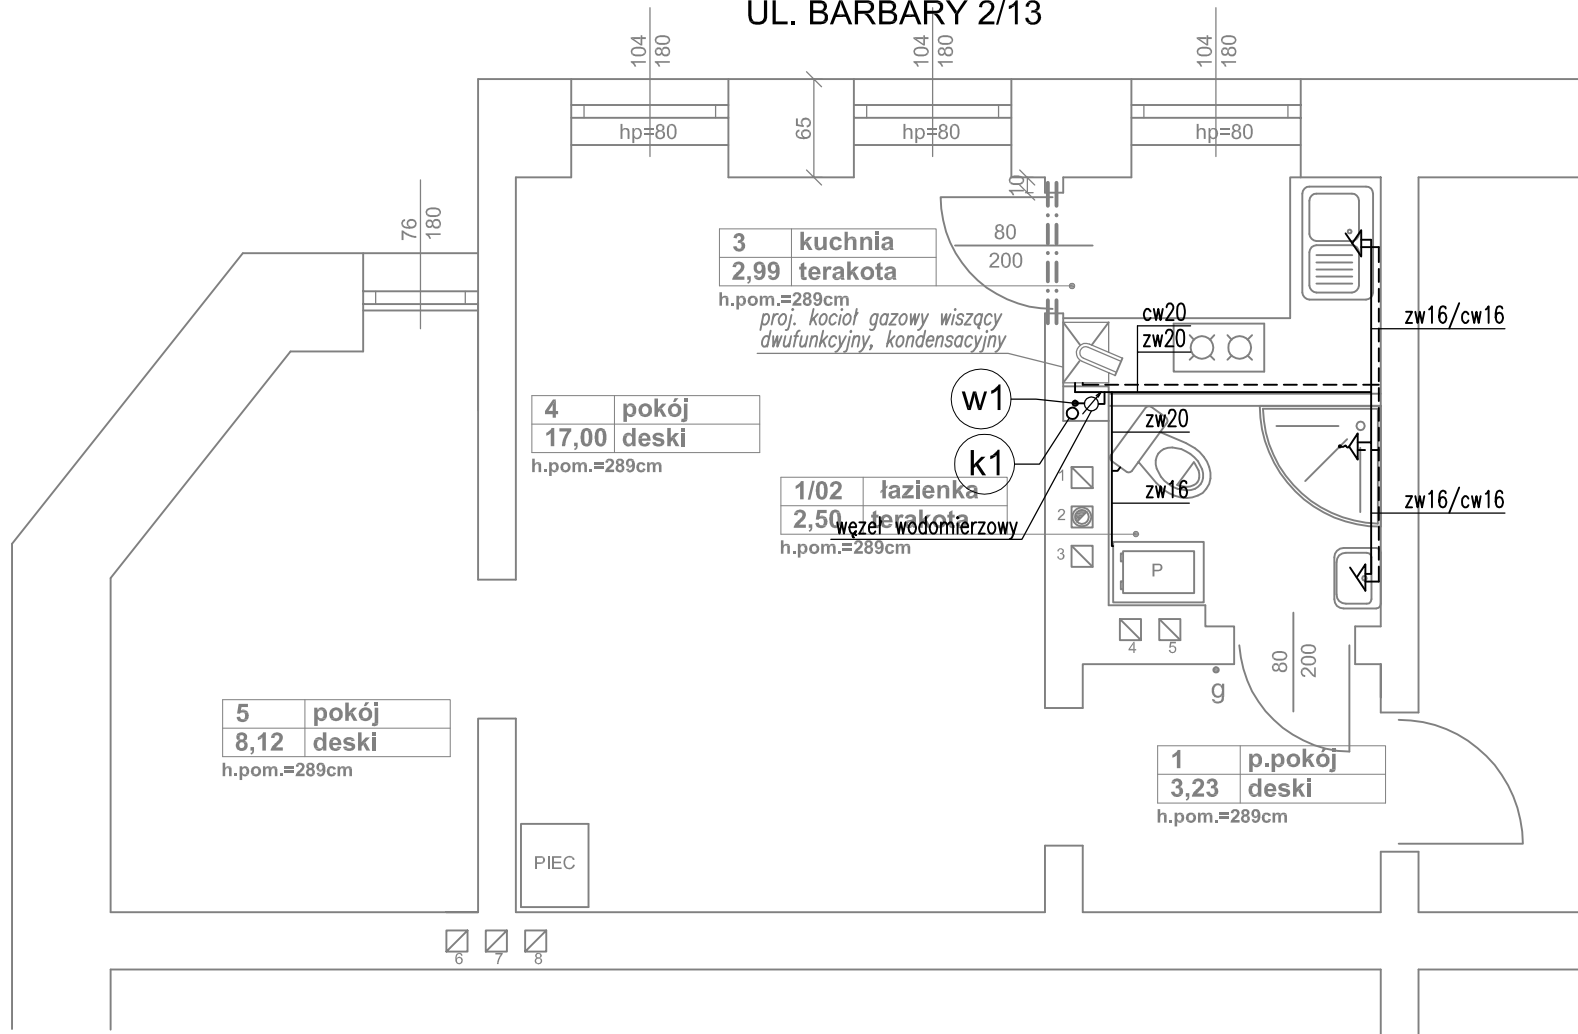 UL. BARBARY 2/13
104
180
104
180
104
180
hp=80
hp=80
hp=80
65
10
76
180
3 kuchnia
2,99 terakota
h.pom.=289cm
80
200
proj. kocioł gazowy wiszący
dwufunkcyjny, kondensacyjny
cw20
zw20
zw16/cw16
w1
4 pokój
17,00 deski
h.pom.=289cm
zw20
k1
1/02 łazienka
2,50 terakota
h.pom.=289cm
węzeł wodomierzowy
zw16
zw16/cw16
1
2
3
P
4
5
80
200
g
5 pokój
8,12 deski
h.pom.=289cm
1 p.pokój
3,23 deski
h.pom.=289cm
PIEC
6
7
8